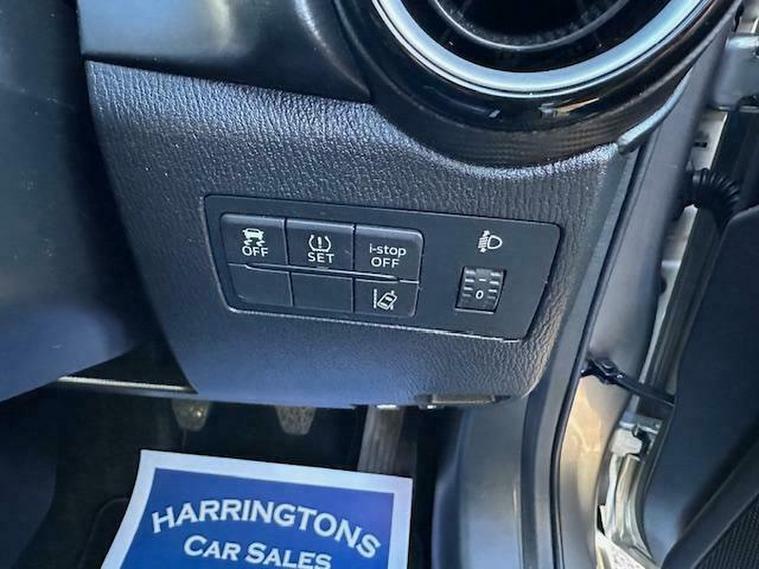 OFF
SET
i-stop
OFF
0
HARRINGTONS
CAR SALES